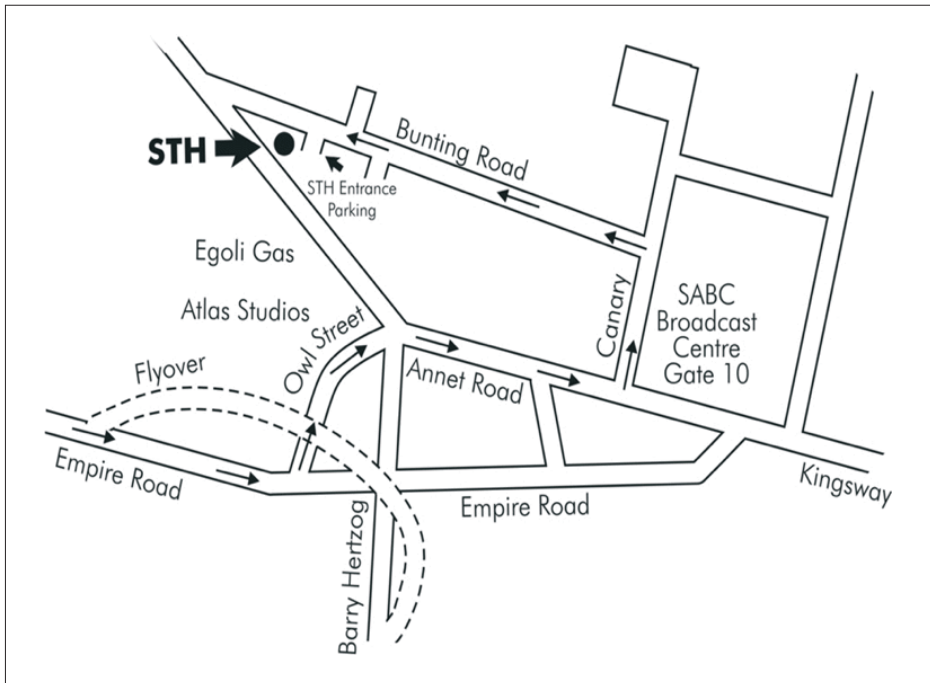 Bunting Road
STH
STH Entrance
Parking
Egoli Gas
Atlas Studios
Owl Street
Canary
SABC
Broadcast
Centre
Gate 10
Flyover
Annet Road
Empire Road
Empire Road
Kingsway
Barry Hertzog